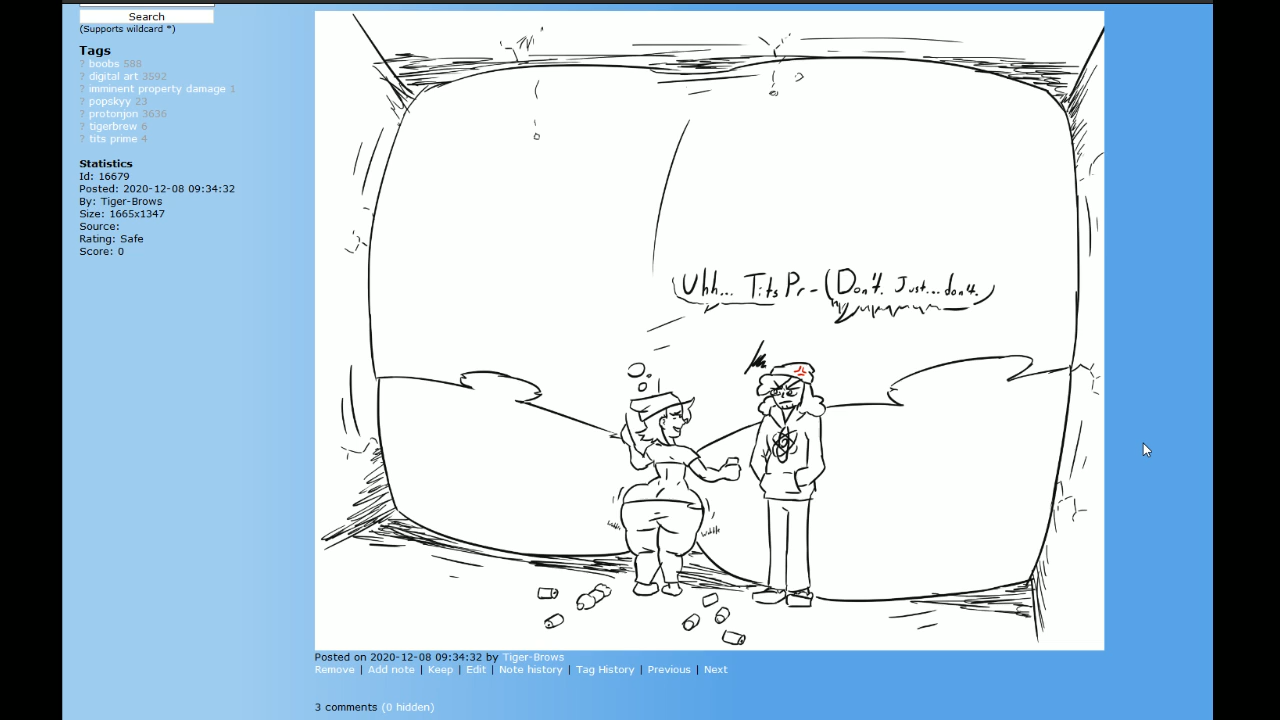 Search
(Supports wildcard *)
Tags
? boobs 588
? digital art 3592
? imminent property damage 1
? popskyy 23
? protonjon 3636
? tigerbrew 6
? tits prime 4
Statistics
Id: 16679
Posted: 2020-12-08 09:34:32
By: Tiger-Brows
Size: 1665x1347
Source:
Rating: Safe
Score: 0
Uhh... Tits Pr- Don't. Just... don't.
Wobble
Posted on 2020-12-08 09:34:32 by Tiger-Brows
Remove | Add note | Keep | Edit | Note history | Tag History | Previous | Next
3 comments (0 hidden)